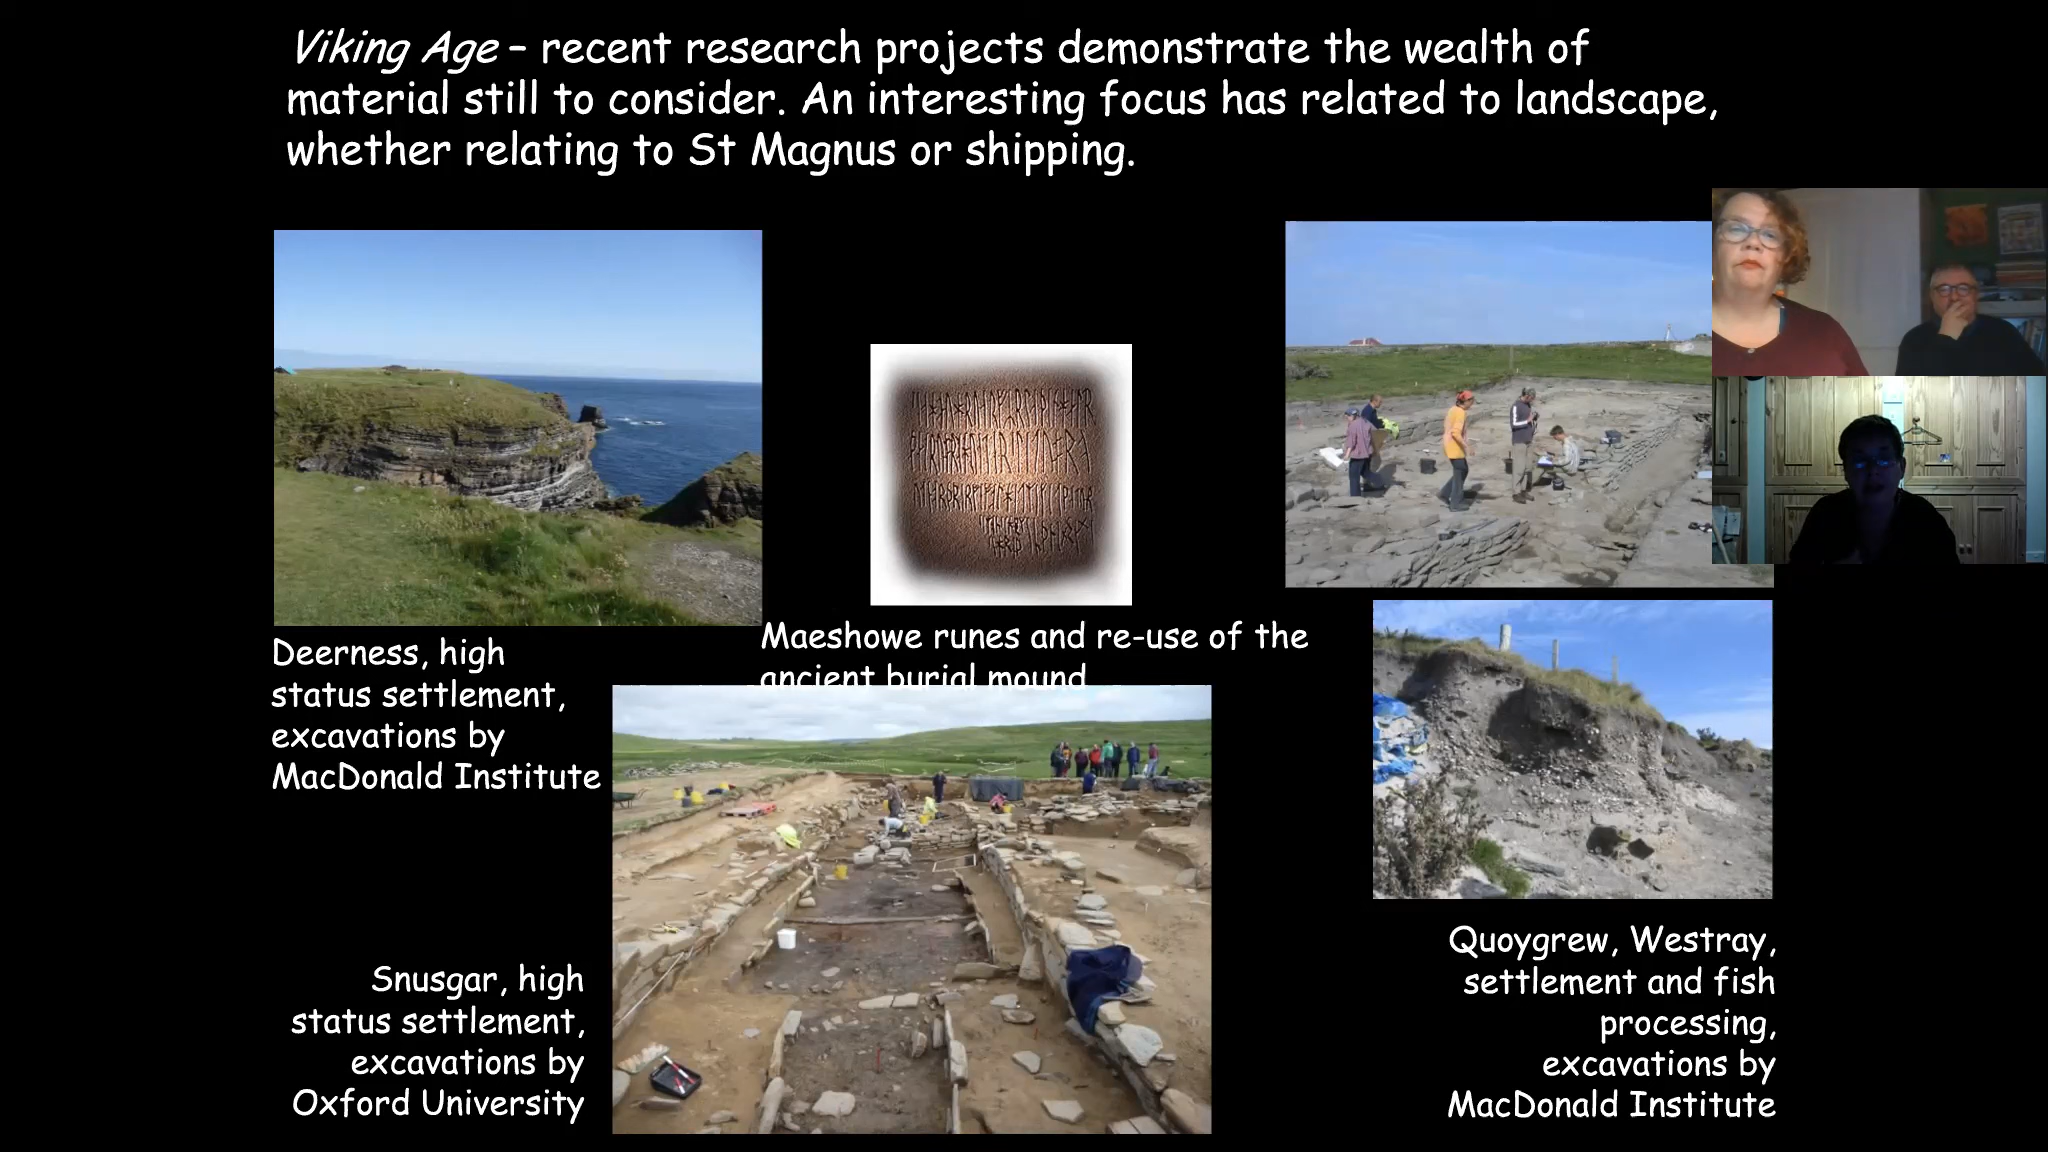 Viking Age – recent research projects demonstrate the wealth of
material still to consider. An interesting focus has related to landscape,
whether relating to St Magnus or shipping.
Deerness, high
status settlement,
excavations by
MacDonald Institute
Maeshowe runes and re-use of the
ancient burial mound
Snusgar, high
status settlement,
excavations by
Oxford University
Quoygrew, Westray,
settlement and fish
processing,
excavations by
MacDonald Institute